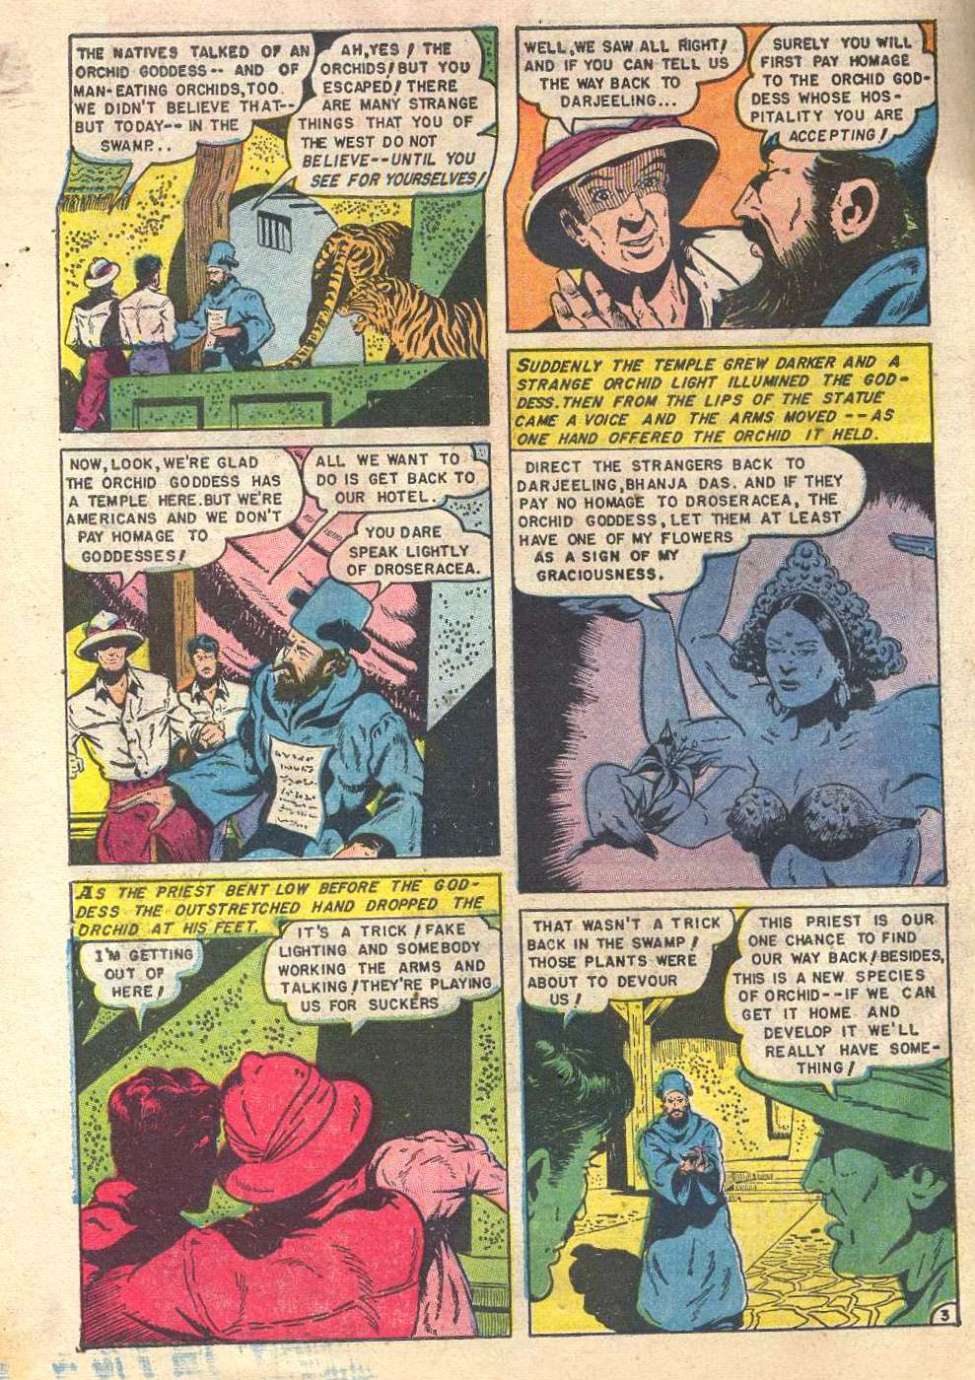 THE NATIVES TALKED OF AN
ORCHID GODDESS-- AND OF
MAN-EATING ORCHIDS, TOO.
WE DIDN'T BELIEVE THAT--
BUT TODAY-- IN THE
SWAMP...
AH, YES! THE
ORCHIDS! BUT YOU
ESCAPED! THERE
ARE MANY STRANGE
THINGS THAT YOU OF
THE WEST DO NOT
BELIEVE--UNTIL YOU
SEE FOR YOURSELVES!
WELL, WE SAW ALL RIGHT!
AND IF YOU CAN TELL US
THE WAY BACK TO
DARJEELING...
SURELY YOU WILL
FIRST PAY HOMAGE
TO THE ORCHID GOD-
DESS WHOSE HOS-
PITALITY YOU ARE
ACCEPTING!
NOW, LOOK, WE'RE GLAD
THE ORCHID GODDESS HAS
A TEMPLE HERE. BUT WE'RE
AMERICANS AND WE DON'T
PAY HOMAGE TO
GODDESSES!
ALL WE WANT TO
DO IS GET BACK TO
OUR HOTEL.
YOU DARE
SPEAK LIGHTLY
OF DROSERACEA.
SUDDENLY THE TEMPLE GREW DARKER AND A
STRANGE ORCHID LIGHT ILLUMINED THE GOD-
DESS. THEN FROM THE LIPS OF THE STATUE
CAME A VOICE AND THE ARMS MOVED -- AS
ONE HAND OFFERED THE ORCHID IT HELD.
DIRECT THE STRANGERS BACK TO
DARJEELING, BHANJA DAS. AND IF THEY
PAY NO HOMAGE TO DROSERACEA, THE
ORCHID GODDESS, LET THEM AT LEAST
HAVE ONE OF MY FLOWERS
AS A SIGN OF MY
GRACIOUSNESS.
AS THE PRIEST BENT LOW BEFORE THE GOD-
DESS THE OUTSTRETCHED HAND DROPPED THE
ORCHID AT HIS FEET.
I'M GETTING
OUT OF
HERE!
IT'S A TRICK! FAKE
LIGHTING AND SOMEBODY
WORKING THE ARMS AND
TALKING! THEY'RE PLAYING
US FOR SUCKERS
THAT WASN'T A TRICK
BACK IN THE SWAMP!
THOSE PLANTS WERE
ABOUT TO DEVOUR
US!
THIS PRIEST IS OUR
ONE CHANCE TO FIND
OUR WAY BACK! BESIDES,
THIS IS A NEW SPECIES
OF ORCHID--IF WE CAN
GET IT HOME AND
DEVELOP IT WE'LL
REALLY HAVE SOME-
THING!
3